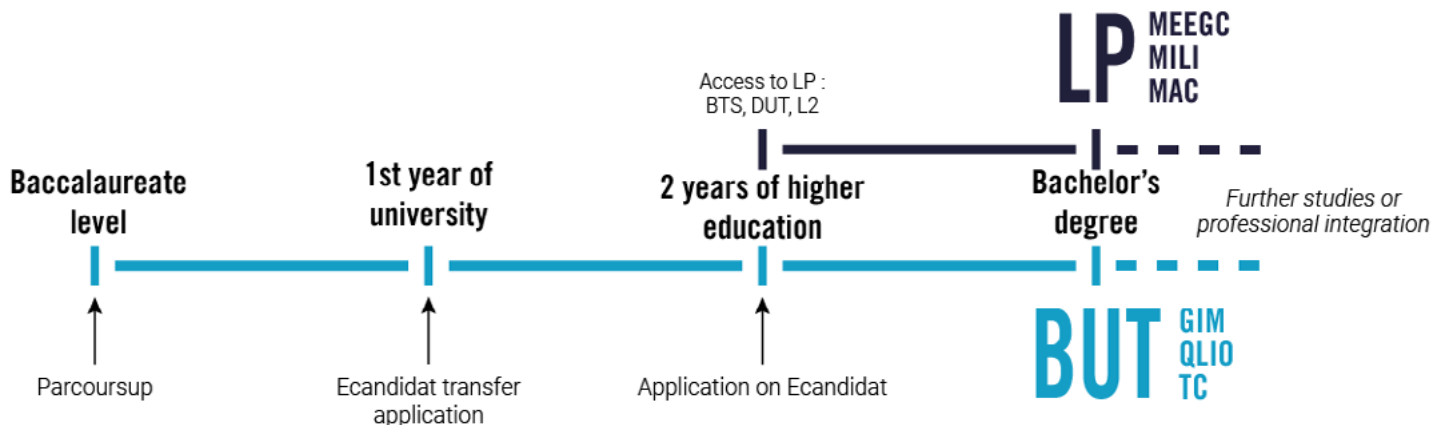 LP
MEEGC
MILI
MAC
Access to LP :
BTS, DUT, L2
Baccalaureate
level
1st year of
university
2 years of higher
education
Bachelor's
degree
Further studies or
professional integration
Parcoursup
Ecandidat transfer
application
Application on Ecandidat
BUT
GIM
QLIO
TC